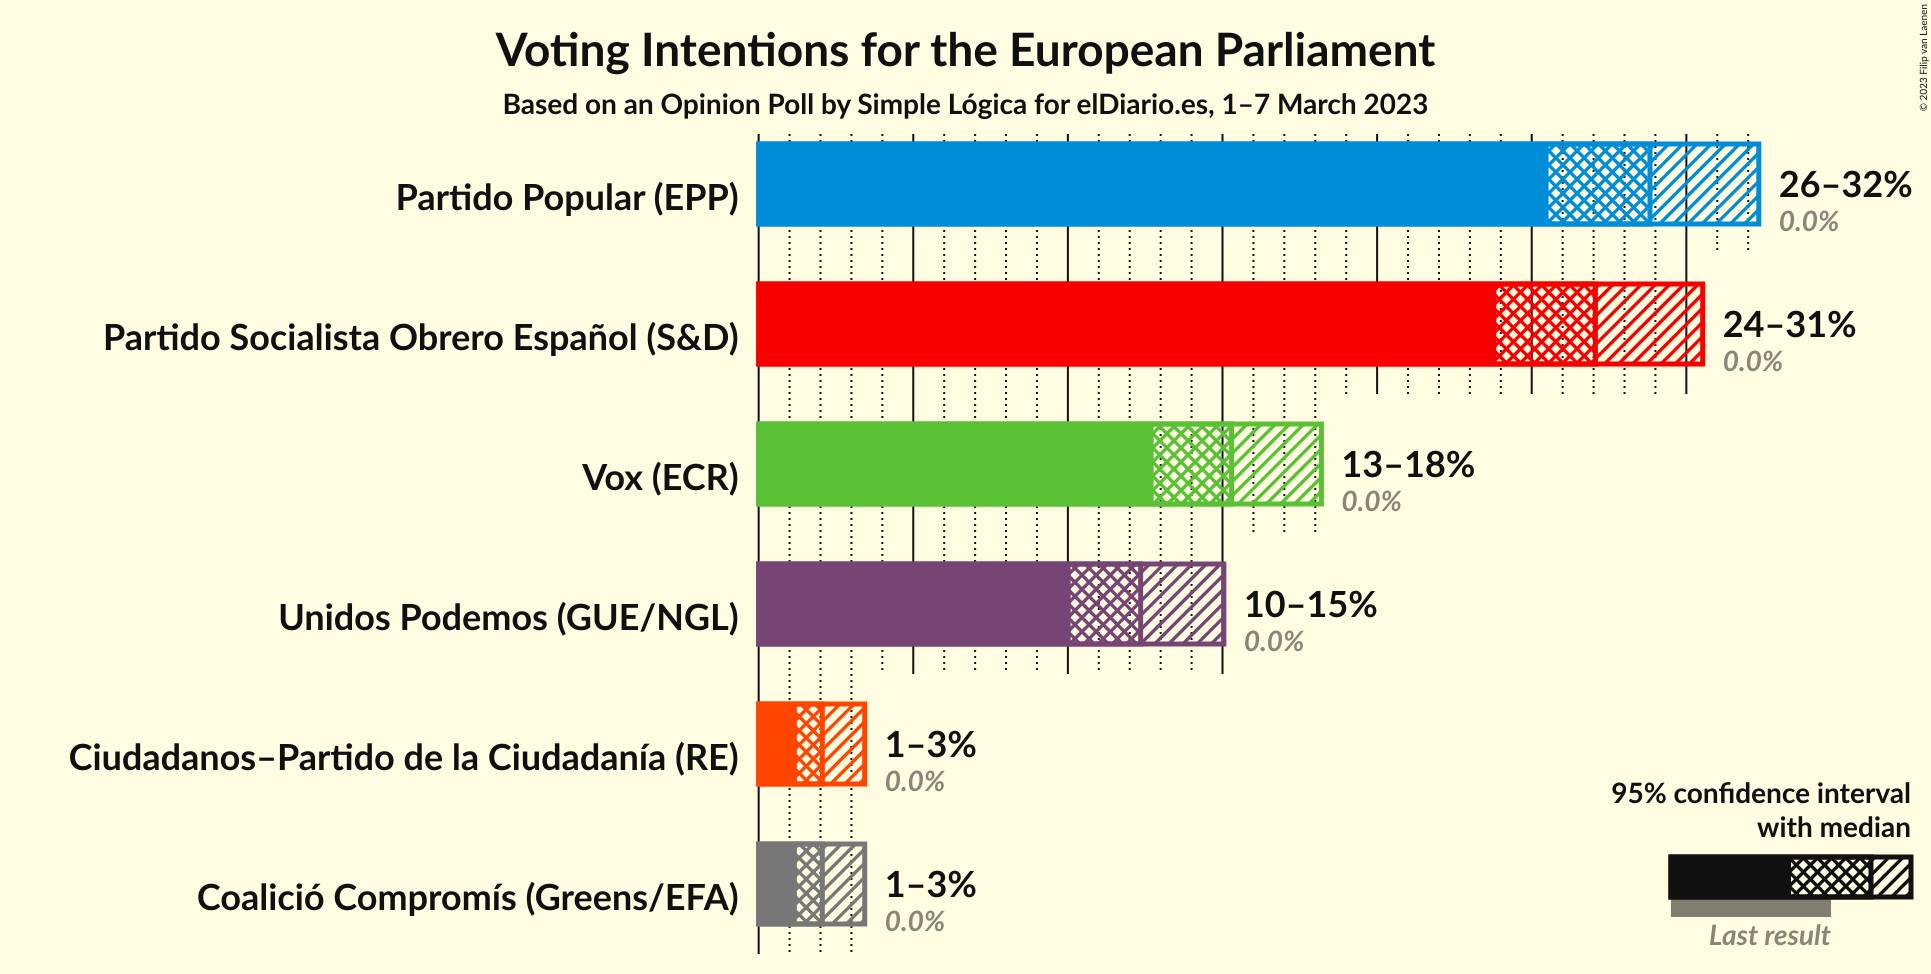 Voting Intentions for the European Parliament
Based on an Opinion Poll by Simple Lógica for elDiario.es, 1–7 March 2023
© 2023 Filip van Laenen
Partido Popular (EPP)
26–32%
0.0%
Partido Socialista Obrero Español (S&D)
24–31%
0.0%
Vox (ECR)
13–18%
0.0%
Unidos Podemos (GUE/NGL)
10–15%
0.0%
Ciudadanos–Partido de la Ciudadanía (RE)
1–3%
0.0%
Coalició Compromís (Greens/EFA)
1–3%
0.0%
95% confidence interval
with median
Last result